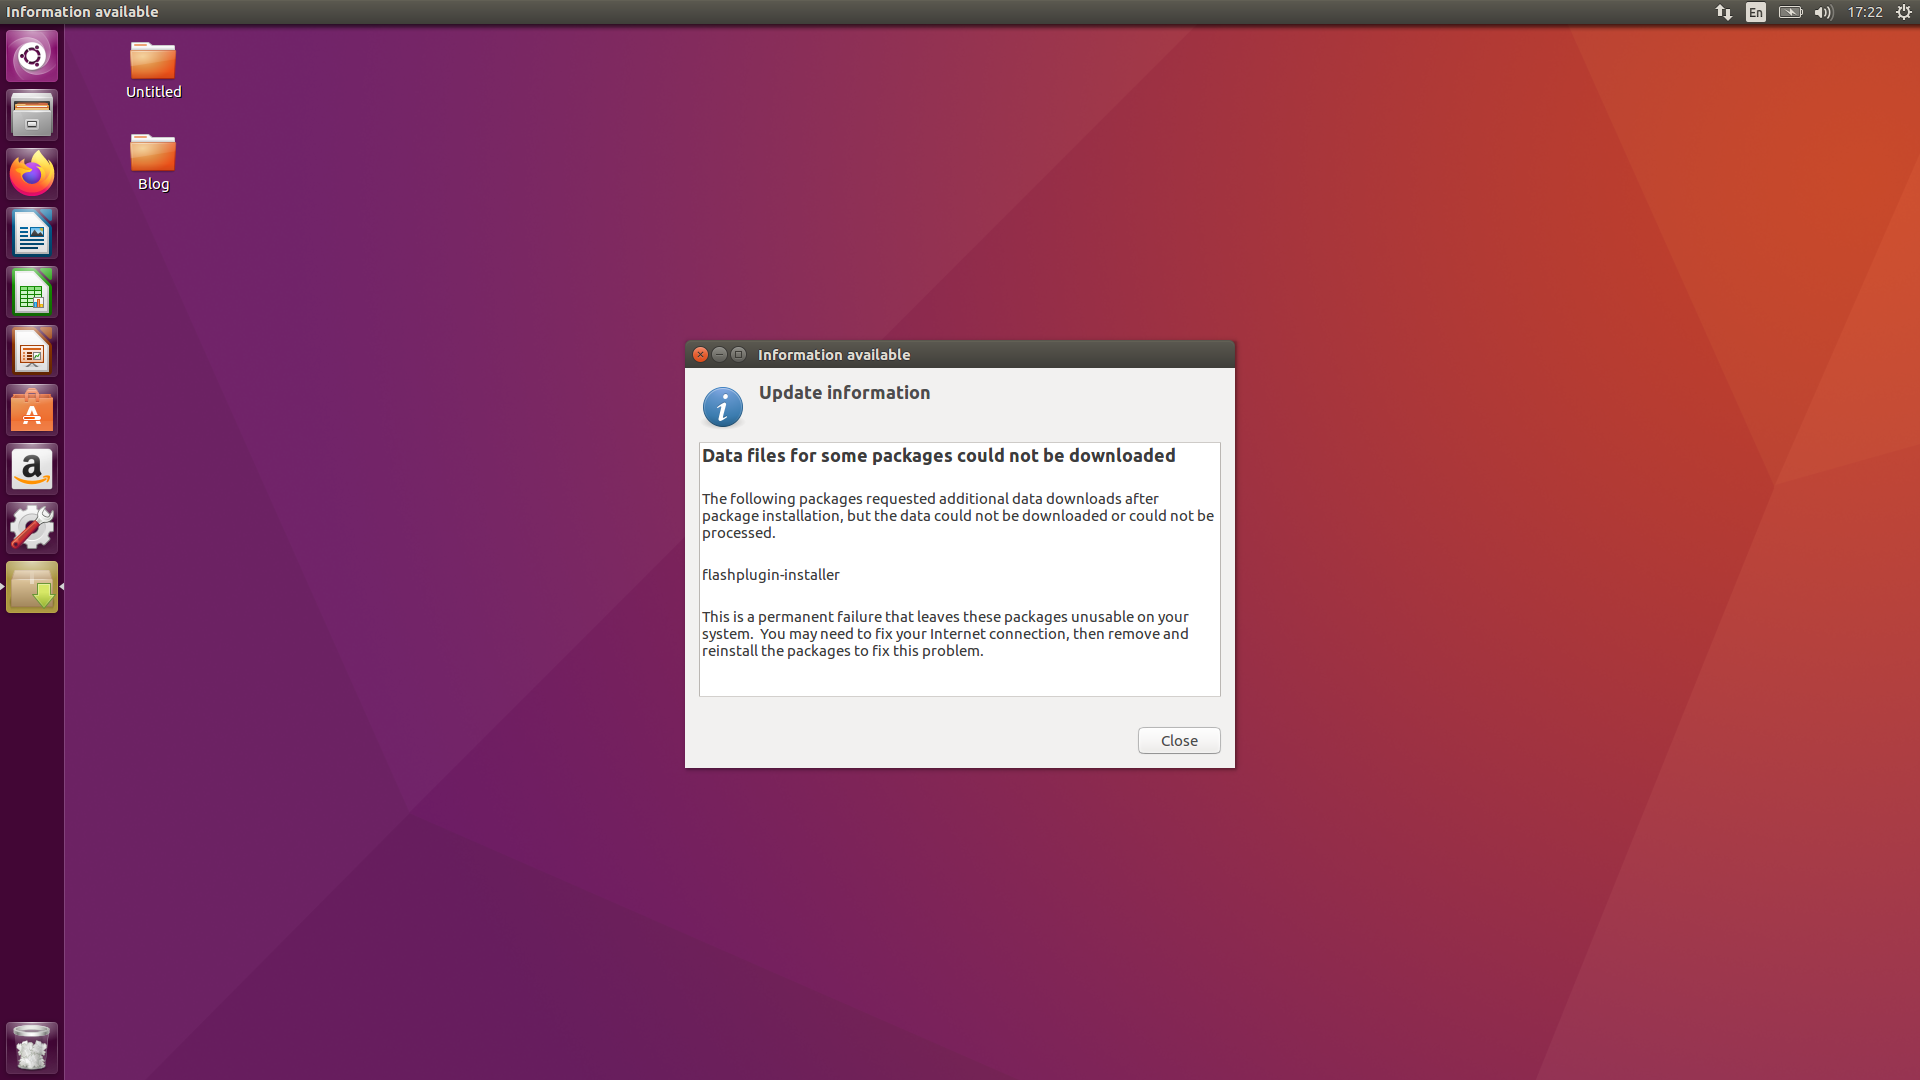 Information available
En
17:22
Untitled
Blog
Information available
Update information
Data files for some packages could not be downloaded
The following packages requested additional data downloads after
package installation, but the data could not be downloaded or could not be
processed.
flashplugin-installer
This is a permanent failure that leaves these packages unusable on your
system.  You may need to fix your Internet connection, then remove and
reinstall the packages to fix this problem.
Close